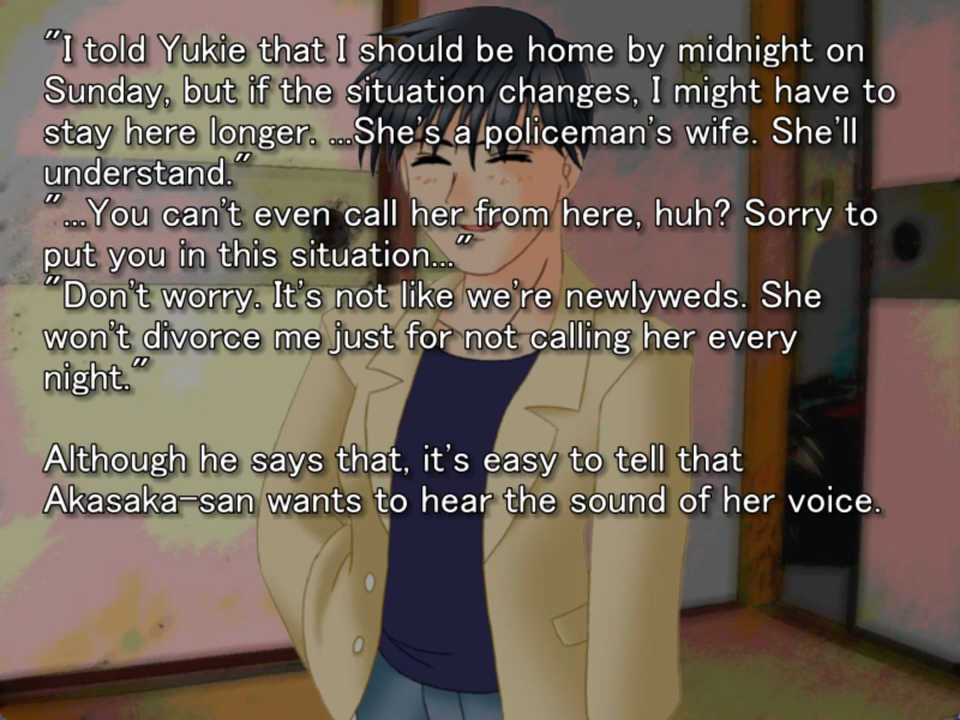 "I told Yukie that I should be home by midnight on
Sunday, but if the situation changes, I might have to
stay here longer. ...She's a policeman's wife. She'll
understand."
"...You can't even call her from here, huh? Sorry to
put you in this situation..."
"Don't worry. It's not like we're newlyweds. She
won't divorce me just for not calling her every
night."
Although he says that, it's easy to tell that
Akasaka-san wants to hear the sound of her voice.